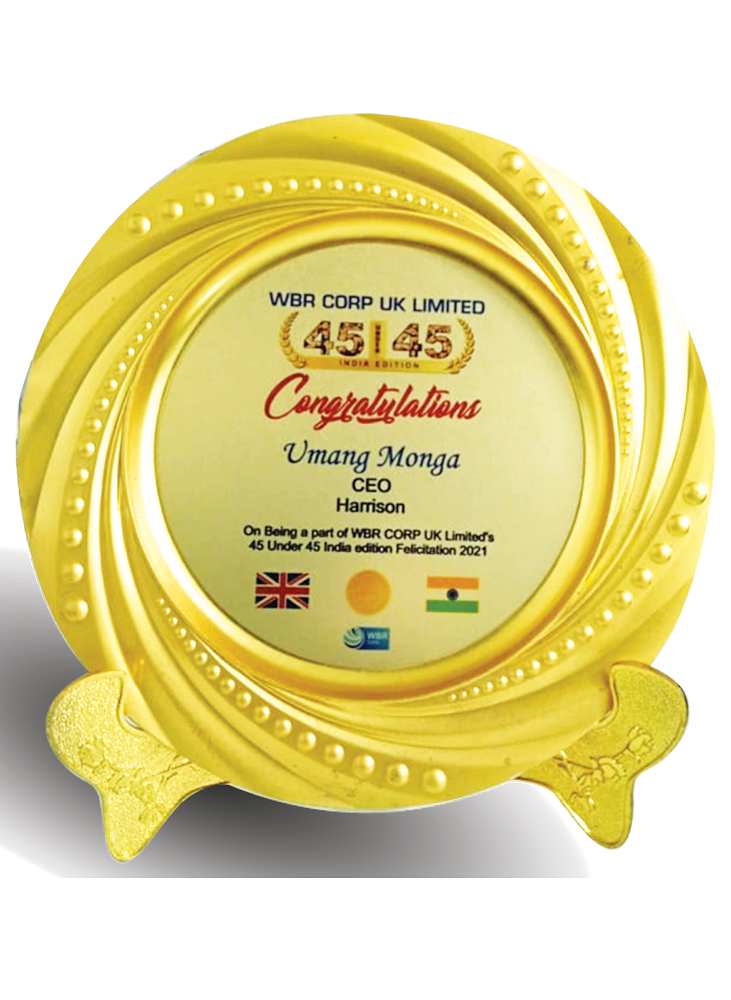 WBR CORP UK LIMITED
45 45
INDIA EDITION
Congratulations
Umang Monga
CEO
Harrison
On Being a part of WBR CORP UK Limited's
45 Under 45 India edition Felicitation 2021
WBR